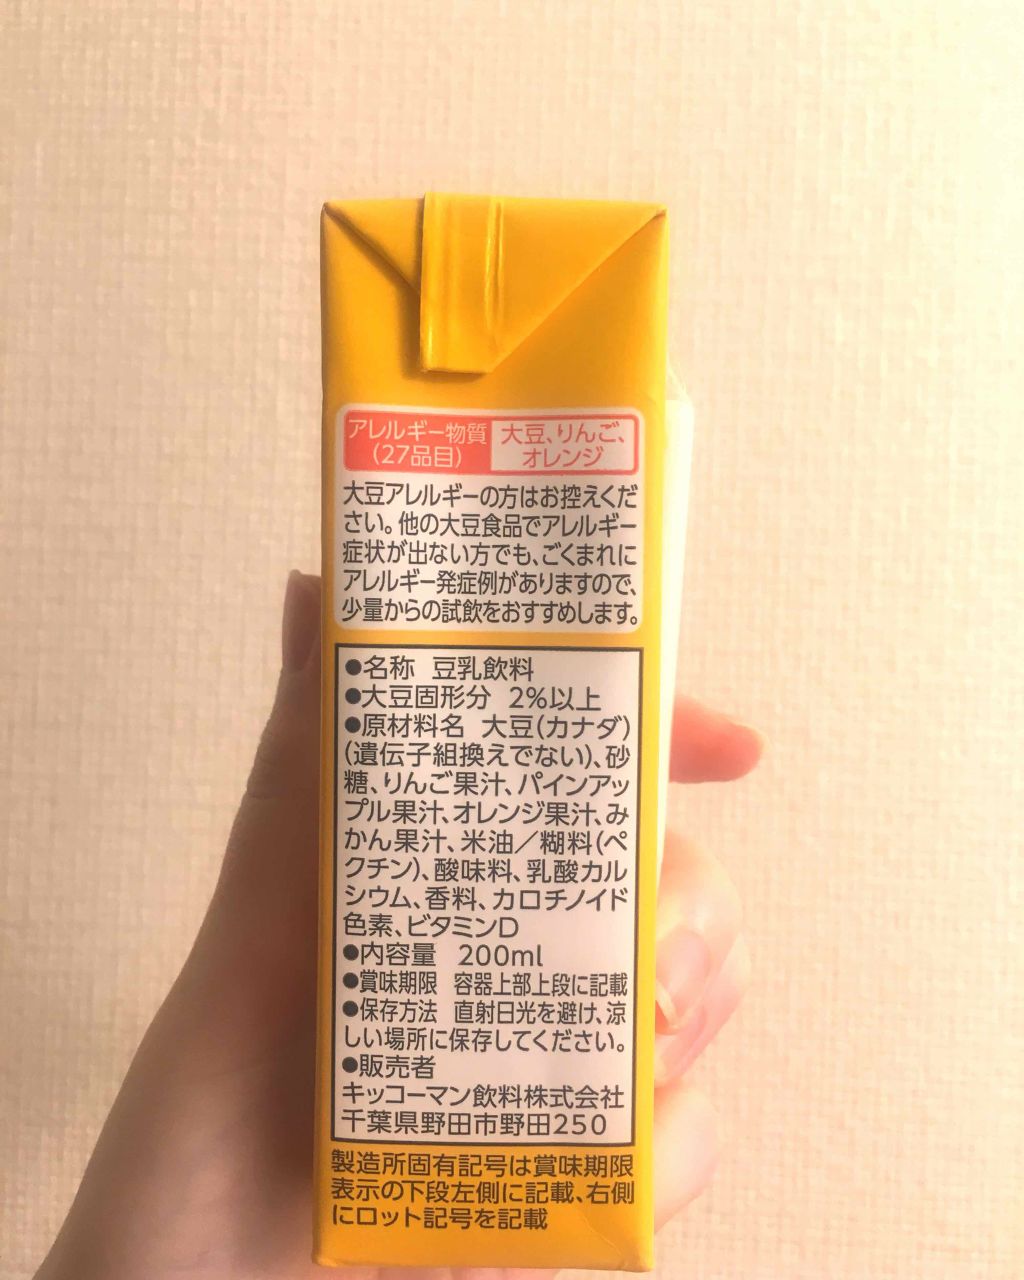 アレルギー物質
(27品目)
大豆、りんご、
オレンジ
大豆アレルギーの方はお控えくだ
さい。他の大豆食品でアレルギー
症状が出ない方でも、ごくまれに
アレルギー発症例がありますので、
少量からの試飲をおすすめします。
●名称 豆乳飲料
●大豆固形分 2%以上
●原材料名 大豆(カナダ)
(遺伝子組換えでない)、砂
糖、りんご果汁、パインアッ
プル果汁、オレンジ果汁、み
かん果汁、米油／糊料(ペ
クチン)、酸味料、乳酸カル
シウム、香料、カロチノイド
色素、ビタミンD
●内容量 200ml
●賞味期限 容器上部上段に記載
●保存方法 直射日光を避け、涼
しい場所に保存してください。
●販売者
キッコーマン飲料株式会社
千葉県野田市野田250
製造所固有記号は賞味期限
表示の下段左側に記載、右側
にロット記号を記載